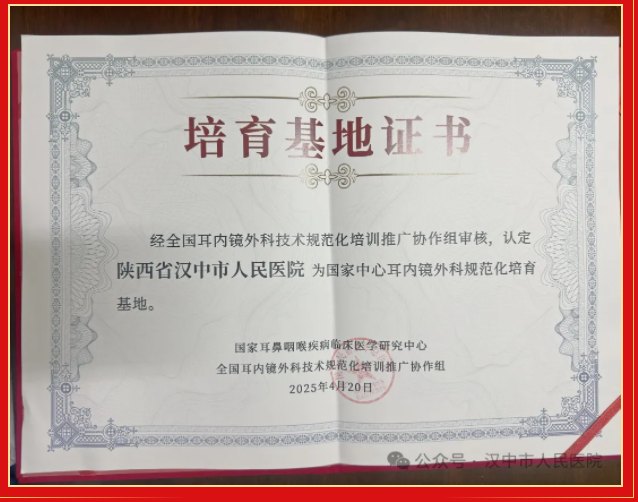 培育基地证书
经全国耳内镜外科技术规范化培训推广协作组审核，认定
陕西省汉中市人民医院 为国家中心耳内镜外科规范化培育
基地。
国家耳鼻咽喉疾病临床医学研究中心
全国耳内镜外科技术规范化培训推广协作组
2025年4月20日
公众号·汉中市人民医院